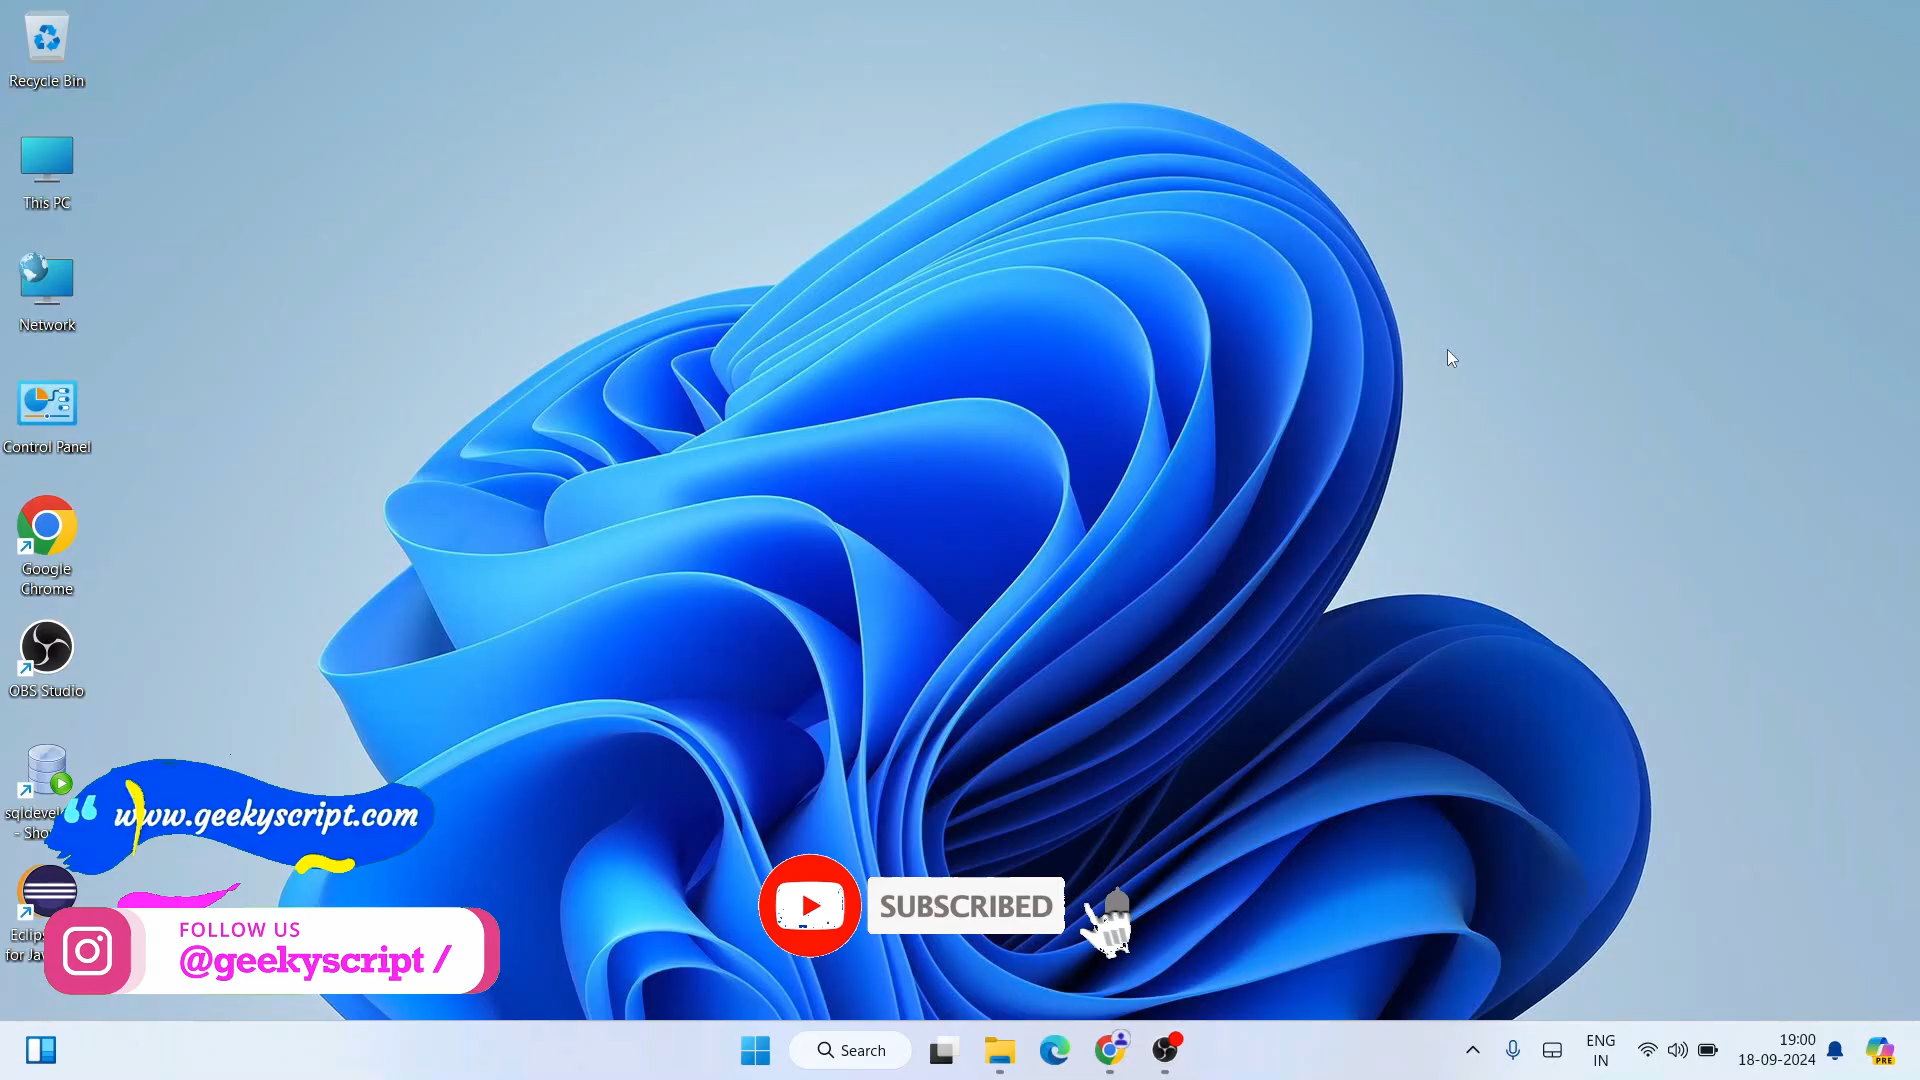 Recycle Bin
This PC
Network
Control Panel
Google
Chrome
OBS Studio
www.geekyscript.com
FOLLOW US
@geekyscript /
SUBSCRIBED
Search
ENG
IN
19:00
18-09-2024
PRE